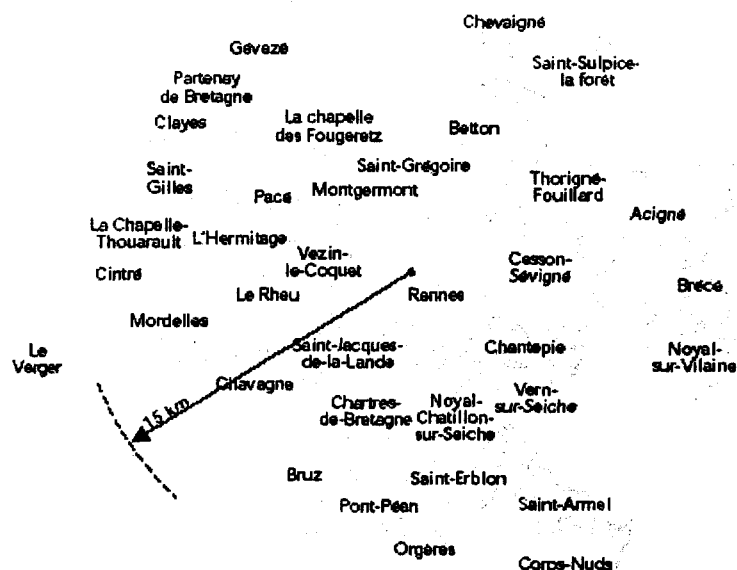 Chevaigné
Gévezé
Saint-Sulpice-
la forêt
Partenay
de Bretagne
Clayes
La chapelle
des Fougeretz
Betton
Saint-Grégoire
Saint-
Gilles
Pacé
Montgermont
Thorigné-
Fouillard
Acigné
La Chapelle-
Thouarault
L'Hermitage
Vezin-
le-Coquet
Cesson-
Sévigné
Cintré
Le Rheu
Rennes
Brécé
Mordelles
Le
Verger
Saint-Jacques-
de-la-Lande
Chantepie
Noyal-
sur-Vilaine
Chavagne
15 km
Chartres-
de-Bretagne
Noyal-
Chatillon-
sur-Seiche
Vern-
sur-Seiche
Bruz
Saint-Erblon
Pont-Péan
Saint-Armel
Orgères
Corps-Nuds